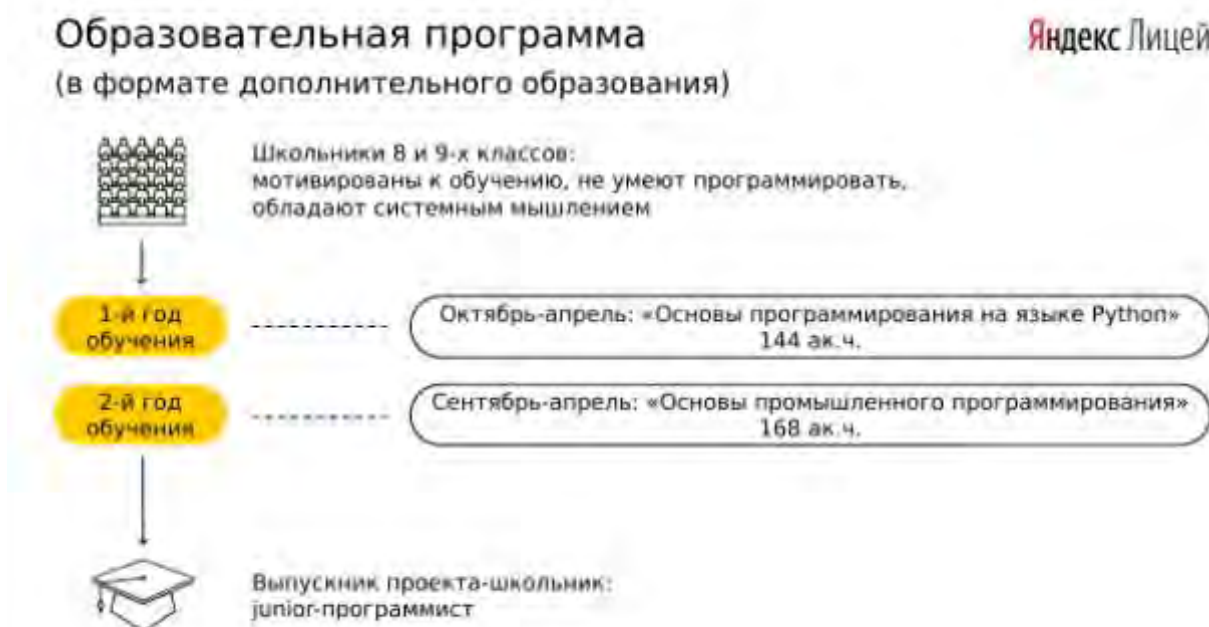 Образовательная программа
Яндекс Лицей
(в формате дополнительного образования)
Школьники 8 и 9-х классов:
мотивированы к обучению, не умеют программировать,
обладают системным мышлением
1-й год
обучения
Октябрь-апрель: «Основы программирования на языке Python»
144 ак.ч.
2-й год
обучения
Сентябрь-апрель: «Основы промышленного программирования»
168 ак.ч.
Выпускник проекта-школьник:
junior-программист